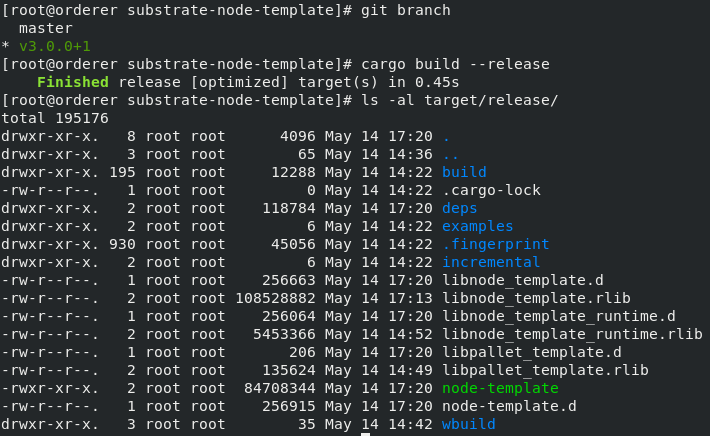 [root@orderer substrate-node-template]# git branch
  master
* v3.0.0+1
[root@orderer substrate-node-template]# cargo build --release
    Finished release [optimized] target(s) in 0.45s
[root@orderer substrate-node-template]# ls -al target/release/
total 195176
drwxr-xr-x.   8 root root      4096 May 14 17:20 .
drwxr-xr-x.   3 root root        65 May 14 14:36 ..
drwxr-xr-x. 195 root root     12288 May 14 14:22 build
-rw-r--r--.   1 root root         0 May 14 14:22 .cargo-lock
drwxr-xr-x.   2 root root    118784 May 14 17:20 deps
drwxr-xr-x.   2 root root         6 May 14 14:22 examples
drwxr-xr-x. 930 root root     45056 May 14 14:22 .fingerprint
drwxr-xr-x.   2 root root         6 May 14 14:22 incremental
-rw-r--r--.   1 root root    256663 May 14 17:20 libnode_template.d
-rw-r--r--.   2 root root 108528882 May 14 17:13 libnode_template.rlib
-rw-r--r--.   1 root root    256064 May 14 17:20 libnode_template_runtime.d
-rw-r--r--.   2 root root   5453366 May 14 14:52 libnode_template_runtime.rlib
-rw-r--r--.   1 root root       206 May 14 17:20 libpallet_template.d
-rw-r--r--.   2 root root    135624 May 14 14:49 libpallet_template.rlib
-rwxr-xr-x.   2 root root  84708344 May 14 17:20 node-template
-rw-r--r--.   1 root root    256915 May 14 17:20 node-template.d
drwxr-xr-x.   3 root root        35 May 14 14:42 wbuild